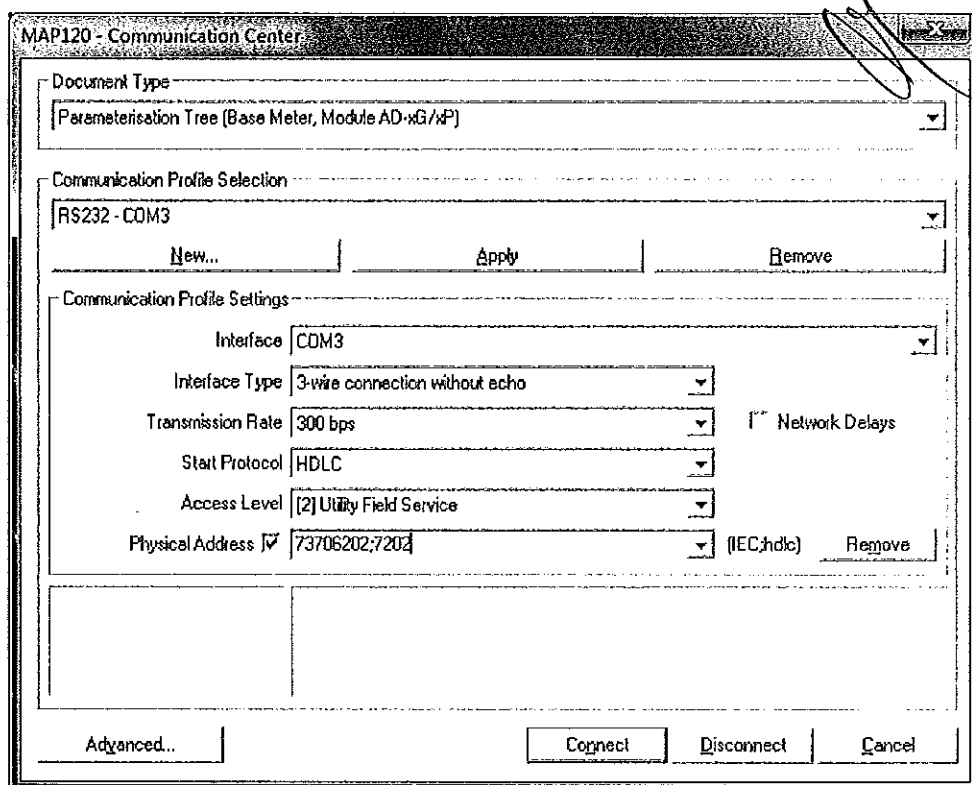 MAP120 - Communication Center
Document Type
Parameterisation Tree (Base Meter, Module AD-xG/xP)
Communication Profile Selection
RS232 - COM3
New... Apply Remove
Communication Profile Settings
Interface COM3
Interface Type 3-wire connection without echo
Transmission Rate 300 bps Network Delays
Start Protocol HDLC
Access Level [2] Utility Field Service
Physical Address 73706202;7202 (IEC;hdlc) Remove
Advanced... Connect Disconnect Cancel